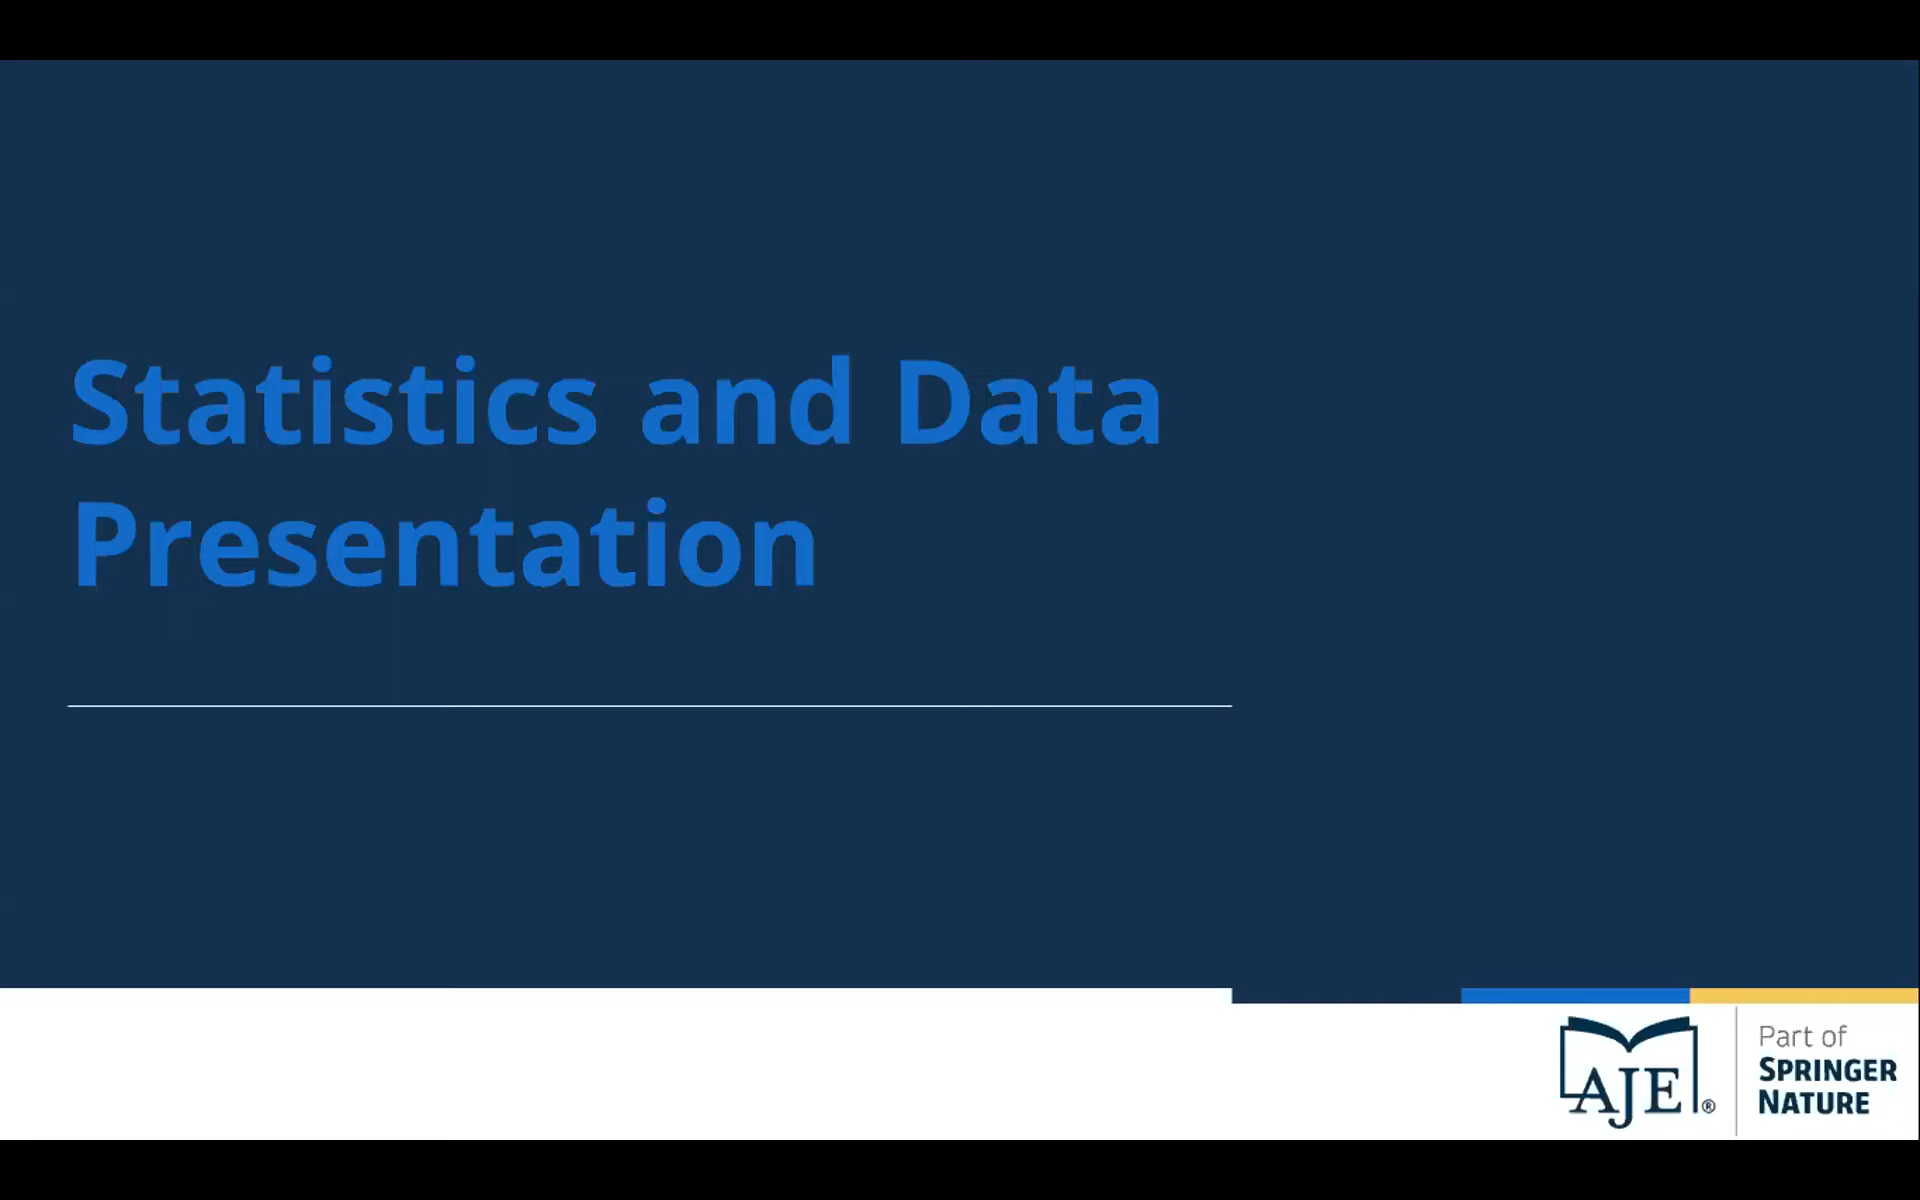 Statistics and Data
Presentation
AJE®
Part of
SPRINGER
NATURE